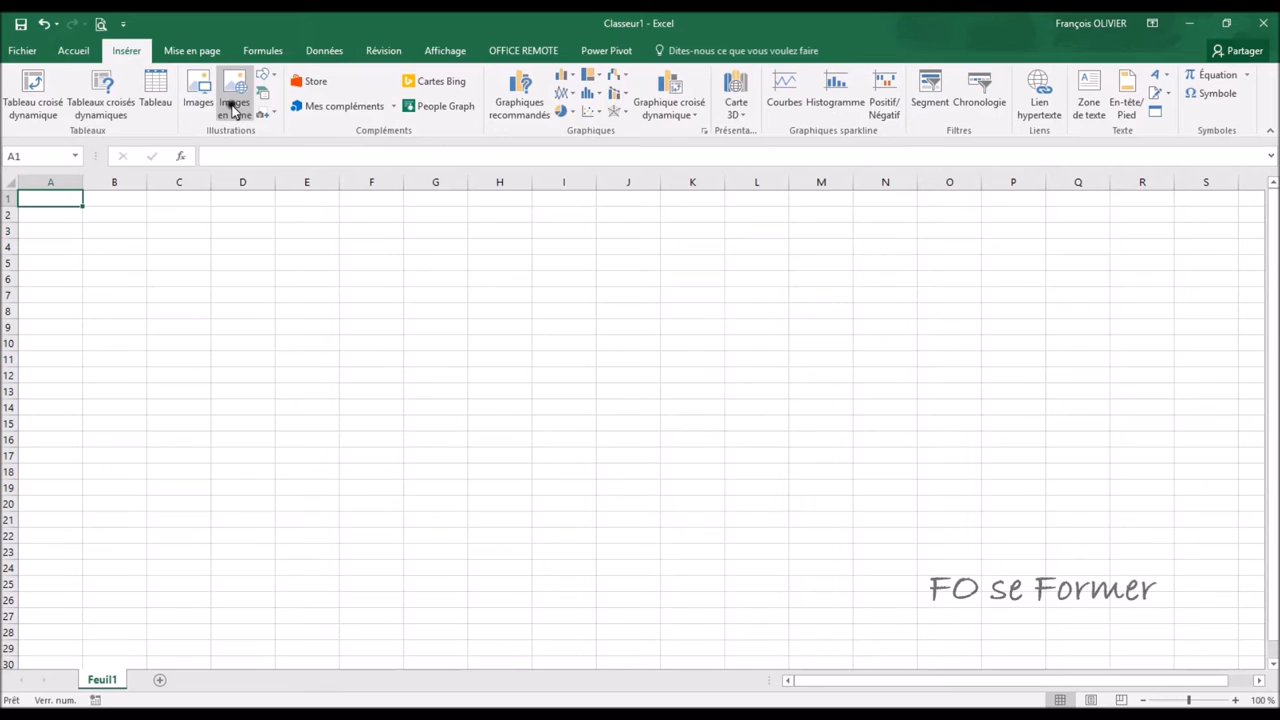 Classeur1 - Excel
François OLIVIER
Fichier
Accueil
Insérer
Mise en page
Formules
Données
Révision
Affichage
OFFICE REMOTE
Power Pivot
Dites-nous ce que vous voulez faire
Partager
Tableau croisé dynamique
Tableaux croisés dynamiques
Tableau
Images
Images
Store
Mes compléments
Cartes Bing
People Graph
Graphiques recommandés
Graphique croisé dynamique
Carte 3D
Courbes
Histogramme
Positif/ Négatif
Segment
Chronologie
Lien hypertexte
Zone de texte
En-tête/ Pied
Équation
Symbole
Tableaux
Illustrations
Compléments
Graphiques
Présenta...
Graphiques sparkline
Filtres
Liens
Texte
Symboles
A1
fx
A B C D E F G H I J K L M N O P Q R S
1
2
3
4
5
6
7
8
9
10
11
12
13
14
15
16
17
18
19
20
21
22
23
24
25
26
27
28
29
30
FO se Former
Feuil1
Prêt
Verr. num.
100 %